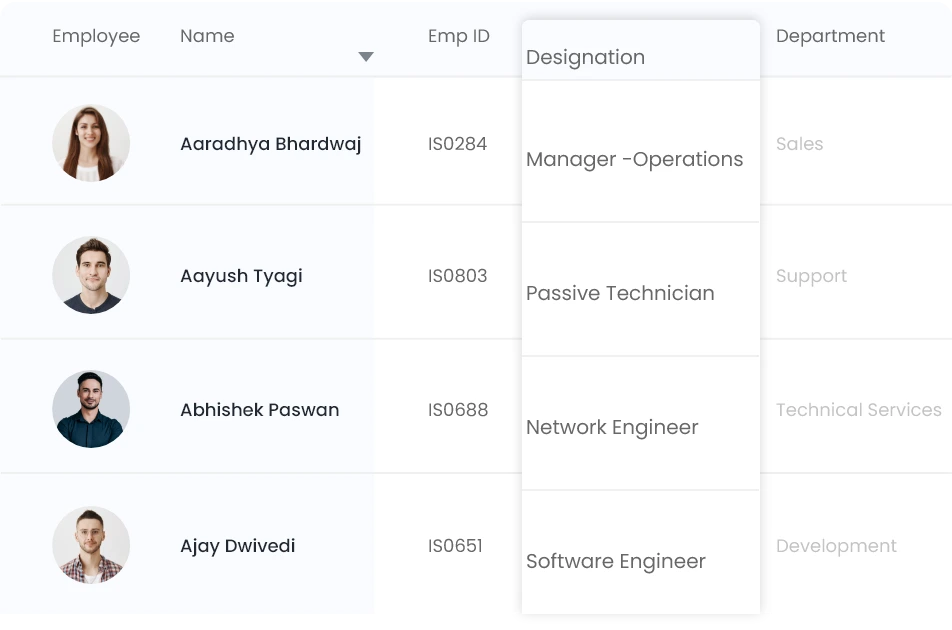 Employee Name Emp ID Designation Department
Aaradhya Bhardwaj IS0284 Manager -Operations Sales
Aayush Tyagi IS0803 Passive Technician Support
Abhishek Paswan IS0688 Network Engineer Technical Services
Ajay Dwivedi IS0651 Software Engineer Development